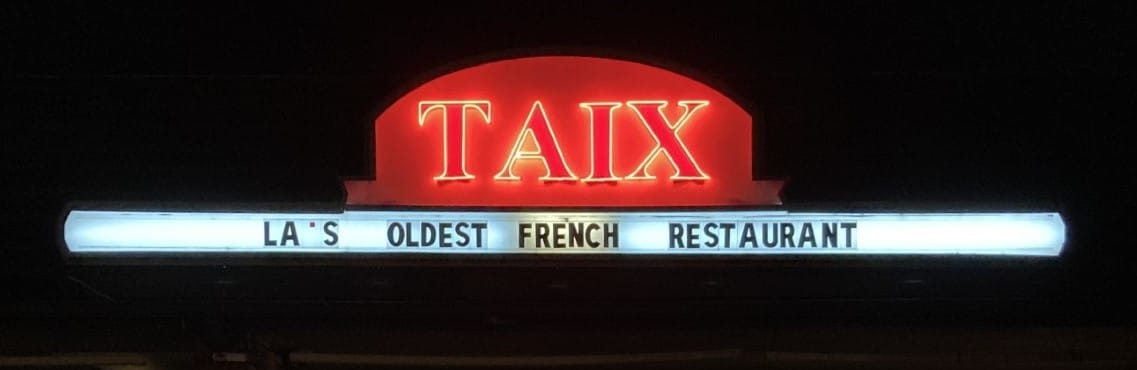 TAIX
LA'S OLDEST FRENCH RESTAURANT